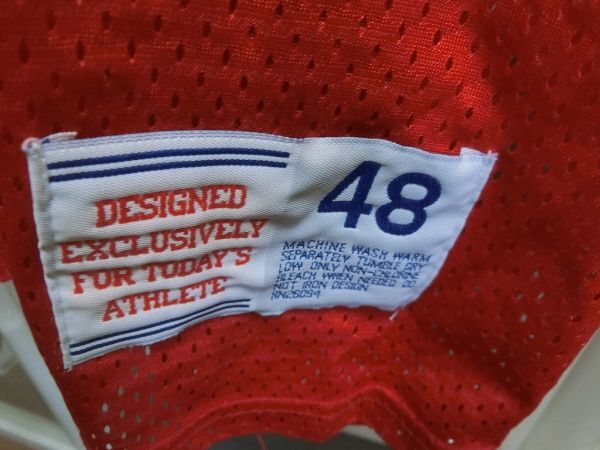 DESIGNED
EXCLUSIVELY
FOR TODAY'S
ATHLETE
48
MACHINE WASH WARM
SEPARATELY TUMBLE DRY
LOW ONLY NON-CHLORINE
BLEACH WHEN NEEDED DO
NOT IRON DESIGN.
RN26094